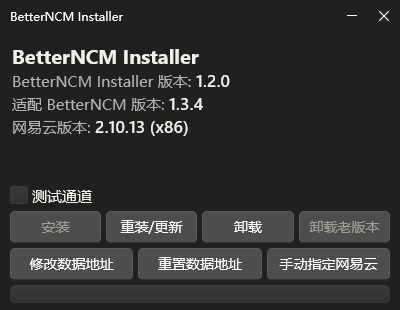 BetterNCM Installer
BetterNCM Installer
BetterNCM Installer 版本: 1.2.0
适配 BetterNCM 版本: 1.3.4
网易云版本: 2.10.13 (x86)
测试通道
安装 重装/更新 卸载 卸载老版本
修改数据地址 重置数据地址 手动指定网易云